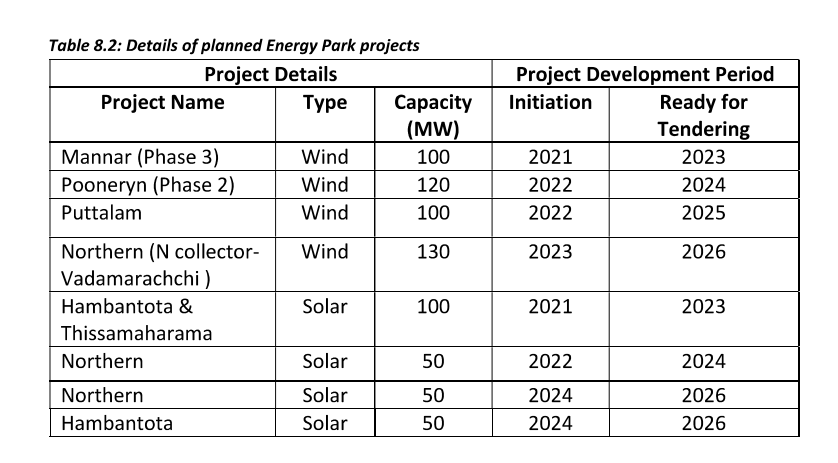 Table 8.2: Details of planned Energy Park projects
Project Details Project Development Period
Project Name Type Capacity (MW) Initiation Ready for Tendering
Mannar (Phase 3) Wind 100 2021 2023
Pooneryn (Phase 2) Wind 120 2022 2024
Puttalam Wind 100 2022 2025
Northern (N collector- Wind 130 2023 2026
Vadamarachchi )
Hambantota & Solar 100 2021 2023
Thissamaharama
Northern Solar 50 2022 2024
Northern Solar 50 2024 2026
Hambantota Solar 50 2024 2026